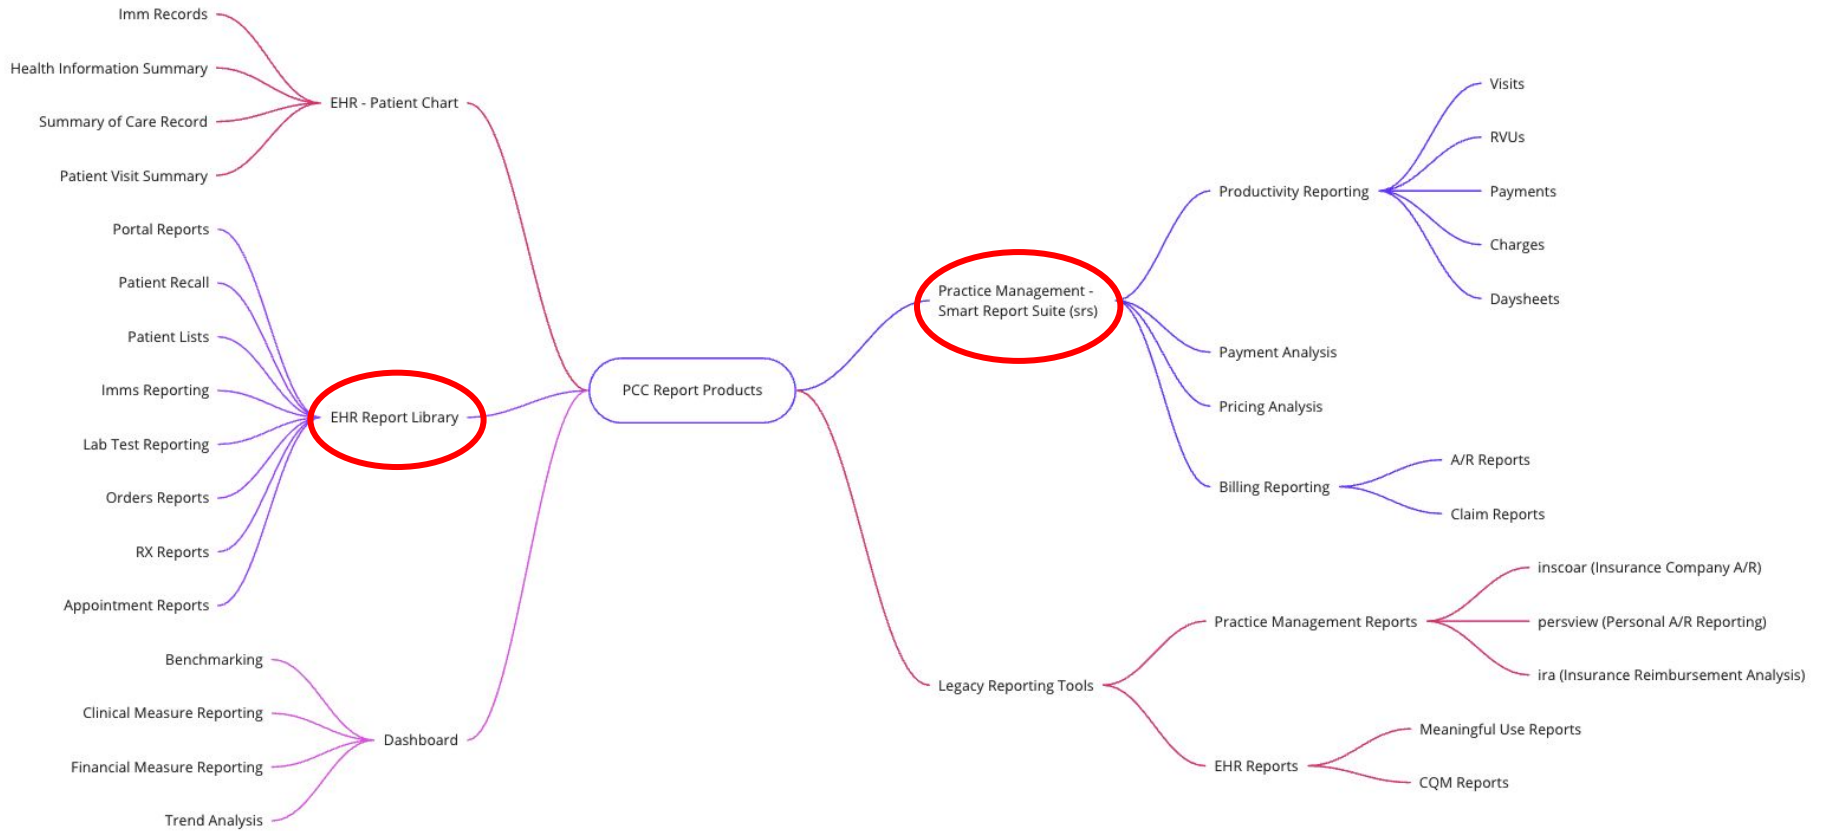 Imm Records
Health Information Summary
Summary of Care Record
Patient Visit Summary
EHR - Patient Chart
Portal Reports
Patient Recall
Patient Lists
Imms Reporting
Lab Test Reporting
Orders Reports
RX Reports
Appointment Reports
EHR Report Library
Benchmarking
Clinical Measure Reporting
Financial Measure Reporting
Trend Analysis
Dashboard
PCC Report Products
Practice Management -
Smart Report Suite (srs)
Productivity Reporting
Visits
RVUs
Payments
Charges
Daysheets
Payment Analysis
Pricing Analysis
Billing Reporting
A/R Reports
Claim Reports
Legacy Reporting Tools
Practice Management Reports
inscoar (Insurance Company A/R)
persview (Personal A/R Reporting)
ira (Insurance Reimbursement Analysis)
EHR Reports
Meaningful Use Reports
CQM Reports